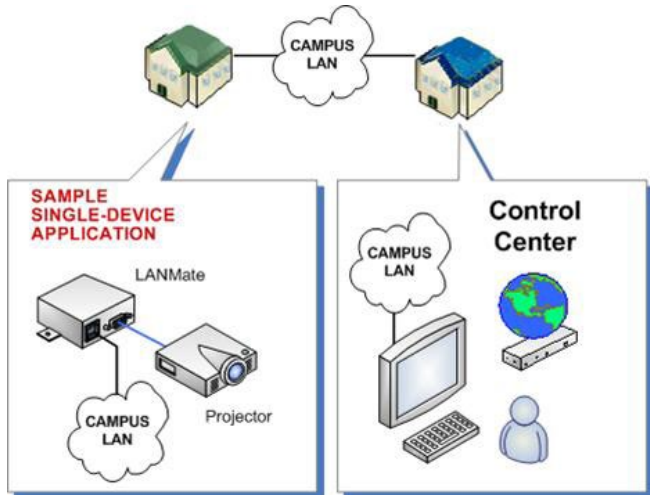 CAMPUS
LAN
SAMPLE
SINGLE-DEVICE
APPLICATION
LANMate
Projector
CAMPUS
LAN
Control
Center
CAMPUS
LAN